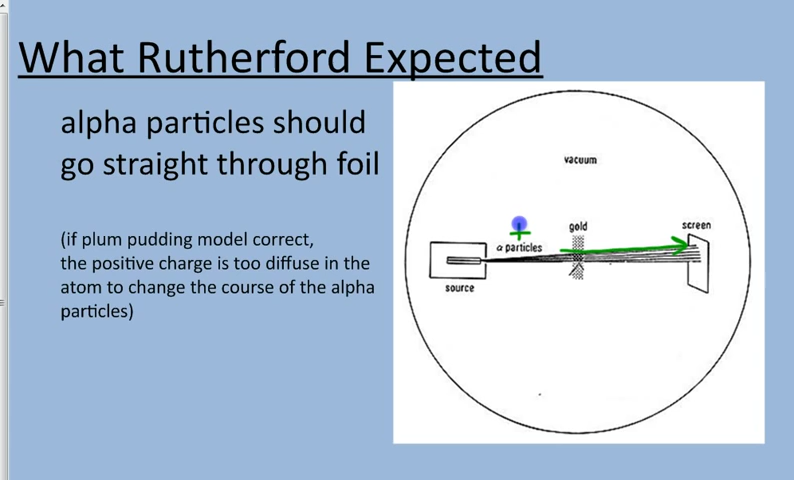 What Rutherford Expected
alpha particles should
go straight through foil
(if plum pudding model correct,
the positive charge is too diffuse in the
atom to change the course of the alpha
particles)
vacuum
+
gold
screen
α particles
source